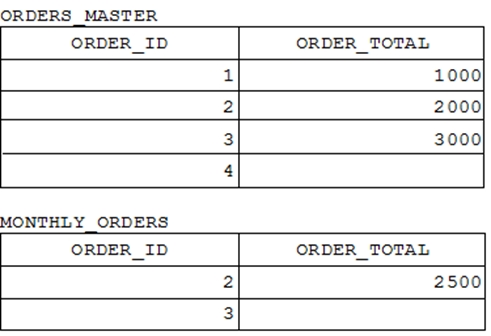 ORDERS_MASTER
ORDER_ID ORDER_TOTAL
1 1000
2 2000
3 3000
4
MONTHLY_ORDERS
ORDER_ID ORDER_TOTAL
2 2500
3